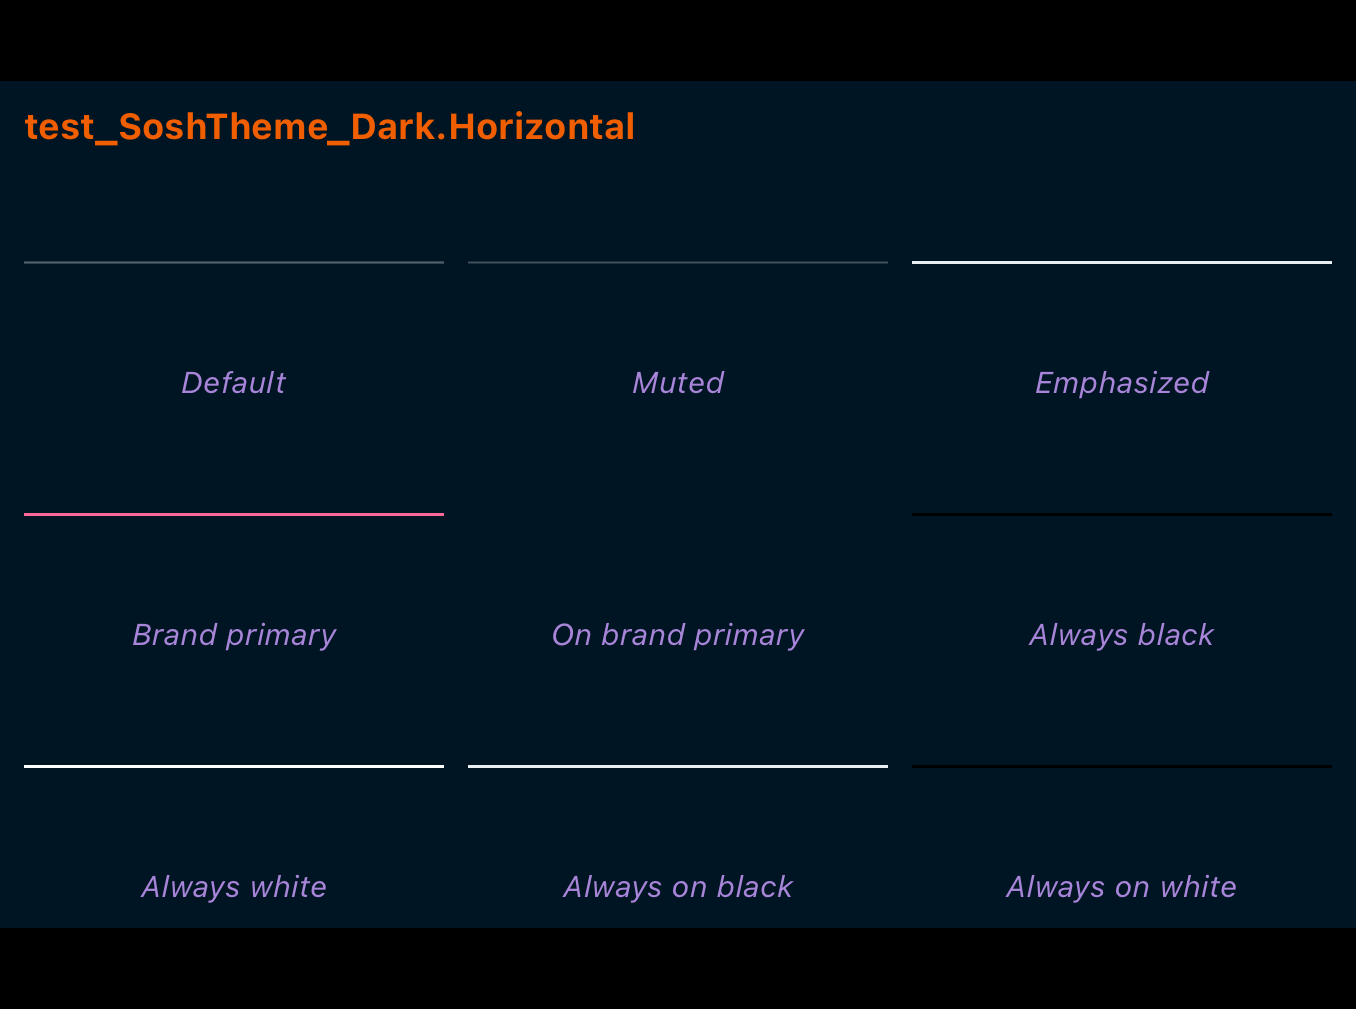 test_SoshTheme_Dark.Horizontal
Default
Muted
Emphasized
Brand primary
On brand primary
Always black
Always white
Always on black
Always on white